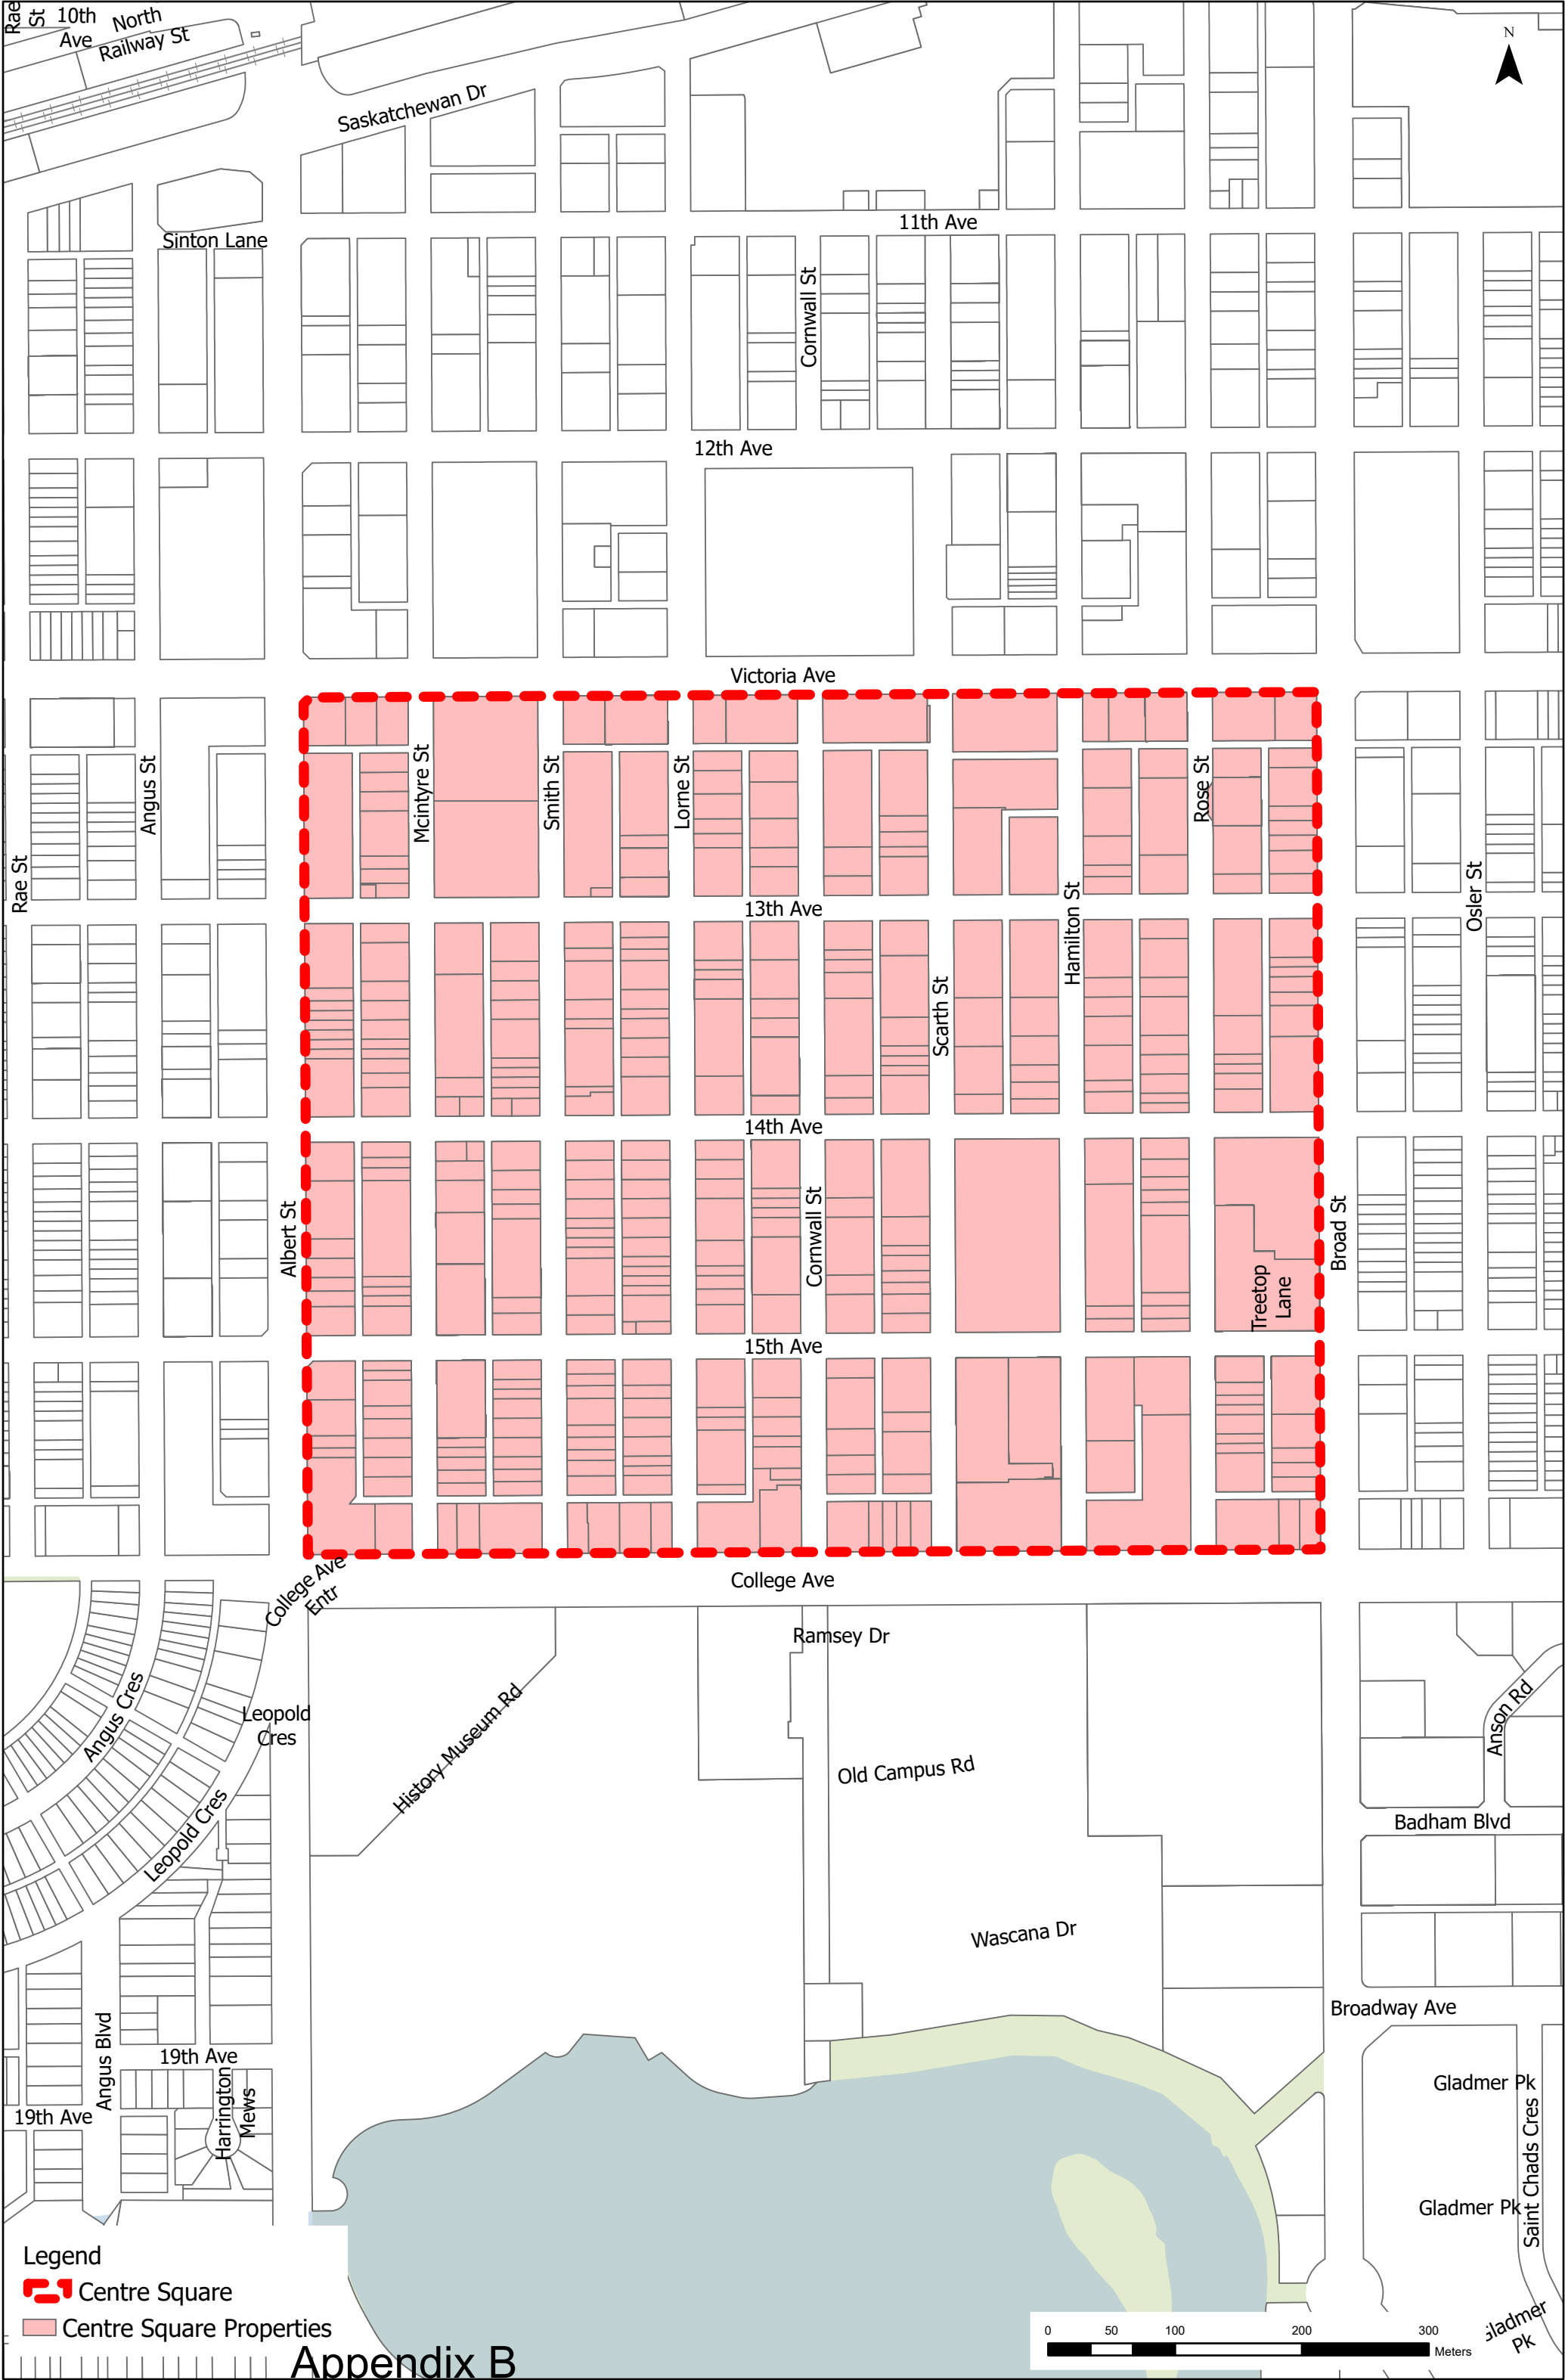 Rae
St
10th
Ave
North
Railway St
N
Saskatchewan Dr
11th Ave
Sinton Lane
Cornwall St
12th Ave
Victoria Ave
Angus St
Mcintyre St
Smith St
Lorne St
Rose St
Rae St
Osler St
13th Ave
Hamilton St
Scarth St
14th Ave
Albert St
Cornwall St
Broad St
Treetop
Lane
15th Ave
College Ave
Entr
College Ave
Ramsey Dr
Angus Cres
Leopold
Cres
History Museum Rd
Anson Rd
Old Campus Rd
Leopold Cres
Badham Blvd
Wascana Dr
Broadway Ave
Angus Blvd
19th Ave
Harrington
Mews
Gladmer Pk
19th Ave
Saint Chads Cres
Gladmer Pk
Legend
Centre Square
Centre Square Properties
Gladmer
Pk
0 50 100 200 300
Meters
Appendix B